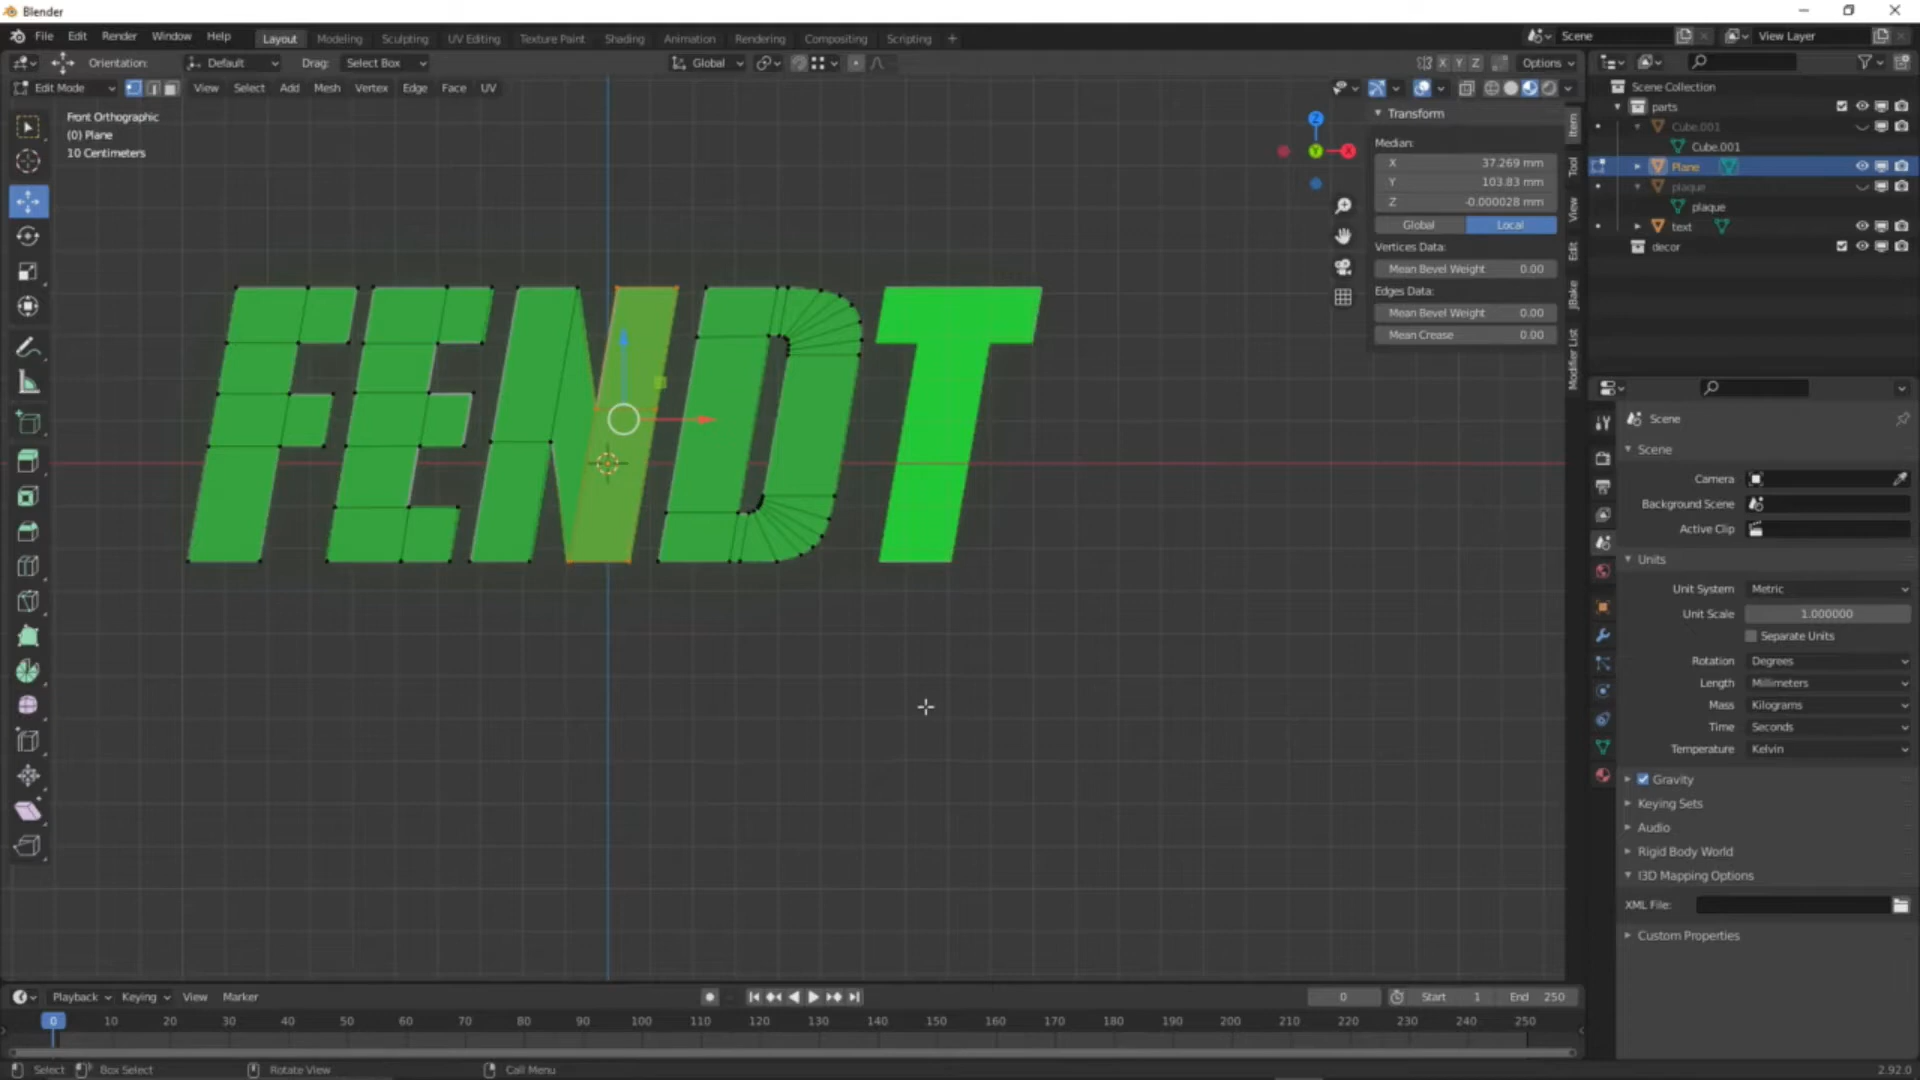 Blender
File Edit Render Window Help Layout Modeling Sculpting UV Editing Texture Paint Shading Animation Rendering Compositing Scripting + Scene View Layer
Orientation: Default Drag: Select Box Global X Y Z Options
Edit Mode View Select Add Mesh Vertex Edge Face UV
Front Orthographic
(0) Plane
10 Centimeters
FENDT
Z
X
Y
Transform
Median:
X 37.269 mm
Y 103.83 mm
Z -0.000028 mm
Global Local
Vertices Data:
Mean Bevel Weight 0.00
Edges Data:
Mean Bevel Weight 0.00
Mean Crease 0.00
Item
Tool
View
Edit
JBake
Modifier List
Scene Collection
parts
Cube.001
Cube.001
Plane
plaque
plaque
text
decor
Scene
Scene
Camera
Background Scene
Active Clip
Units
Unit System Metric
Unit Scale 1.000000
Separate Units
Rotation Degrees
Length Millimeters
Mass Kilograms
Time Seconds
Temperature Kelvin
Gravity
Keying Sets
Audio
Rigid Body World
I3D Mapping Options
XML File:
Custom Properties
Playback Keying View Marker 0 Start 1 End 250
0 10 20 30 40 50 60 70 80 90 100 110 120 130 140 150 160 170 180 190 200 210 220 230 240 250
Select Box Select Rotate View Call Menu 2.92.0